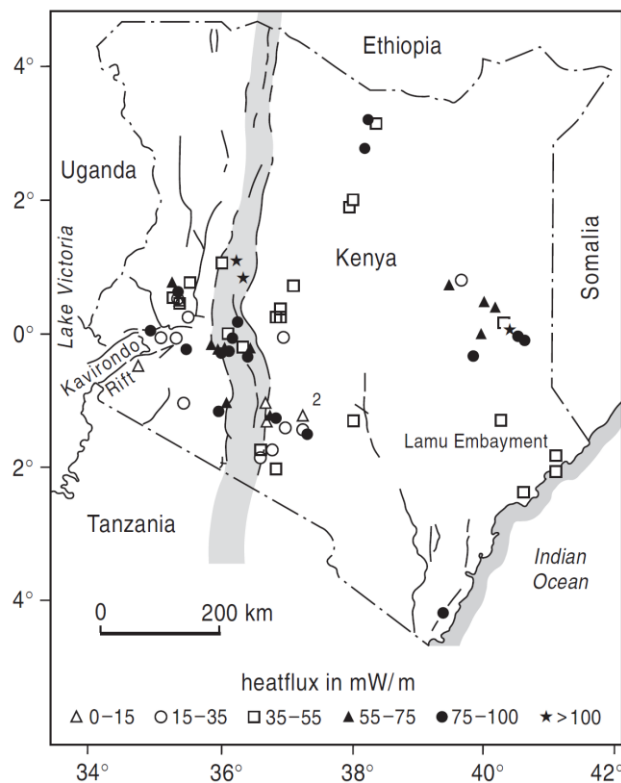 Ethiopia
4°
Uganda
2°
Kenya
Somalia
Lake Victoria
0°
Kavirondo
Rift
2
Lamu Embayment
2°
Tanzania
Indian
Ocean
0 200 km
4°
heatflux in mW/m
0–15 15–35 35–55 55–75 75–100 >100
34° 36° 38° 40° 42°